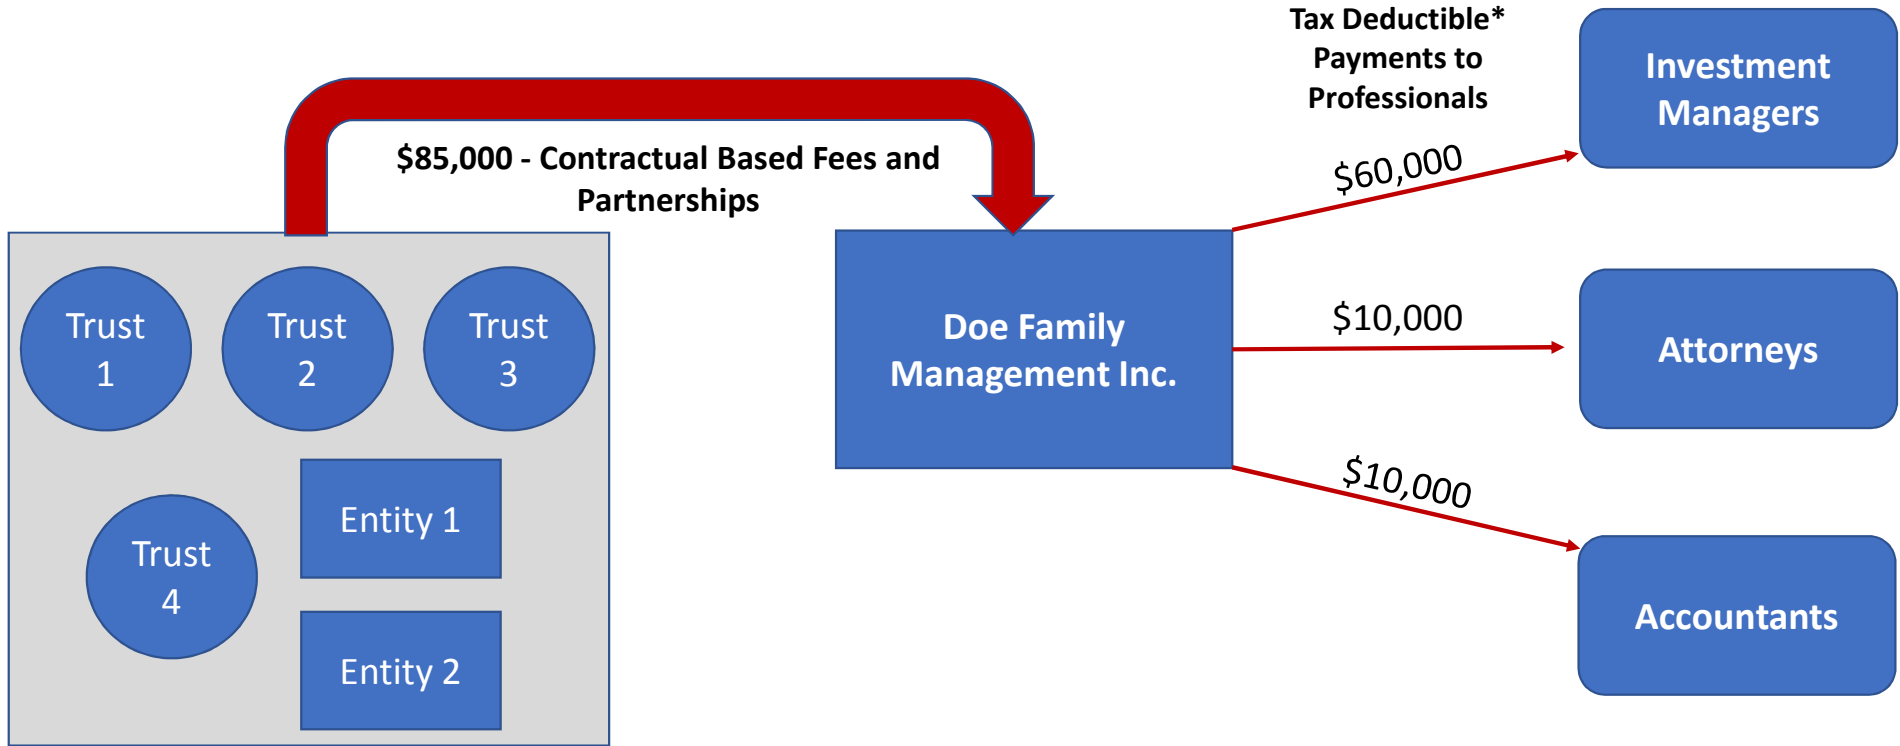 Tax Deductible*
Payments to
Professionals
Investment
Managers
$85,000 - Contractual Based Fees and
Partnerships
$60,000
Trust
1
Trust
2
Trust
3
Doe Family
Management Inc.
$10,000
Attorneys
$10,000
Trust
4
Entity 1
Entity 2
Accountants